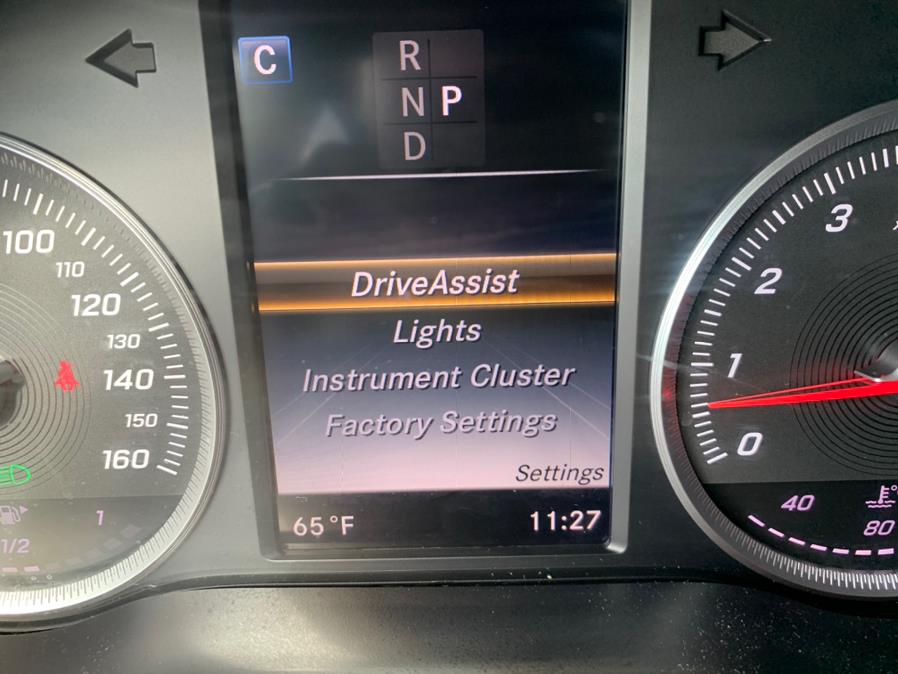 C
R
N P
D
DriveAssist
Lights
Instrument Cluster
Factory Settings
Settings
65°F 11:27
100
110
120
130
140
150
160
1/2
1
3
2
1
0
40
80